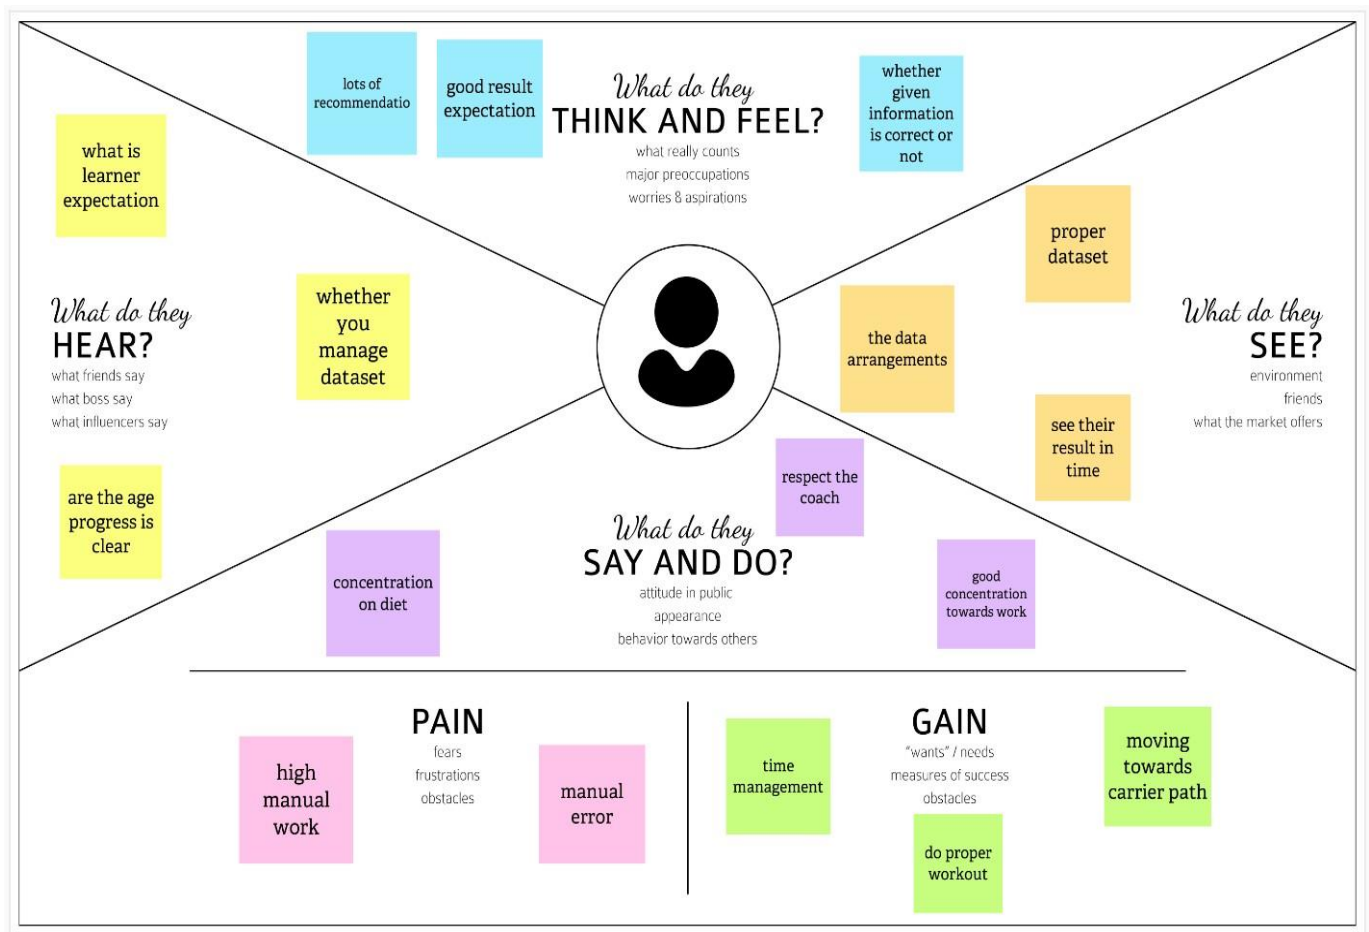 lots of
recommendatio
good result
expectation
What do they
THINK AND FEEL?
what really counts
major preoccupations
worries & aspirations
whether
given
information
is correct or
not
what is
learner
expectation
whether
you
manage
dataset
What do they
HEAR?
what friends say
what boss say
what influencers say
are the age
progress is
clear
proper
dataset
the data
arrangements
What do they
SEE?
environment
friends
what the market offers
see their
result in
time
respect the
coach
What do they
SAY AND DO?
attitude in public
appearance
behavior towards others
concentration
on diet
good
concentration
towards work
PAIN
fears
frustrations
obstacles
high
manual
work
manual
error
GAIN
"wants" / needs
measures of success
obstacles
time
management
do proper
workout
moving
towards
carrier path